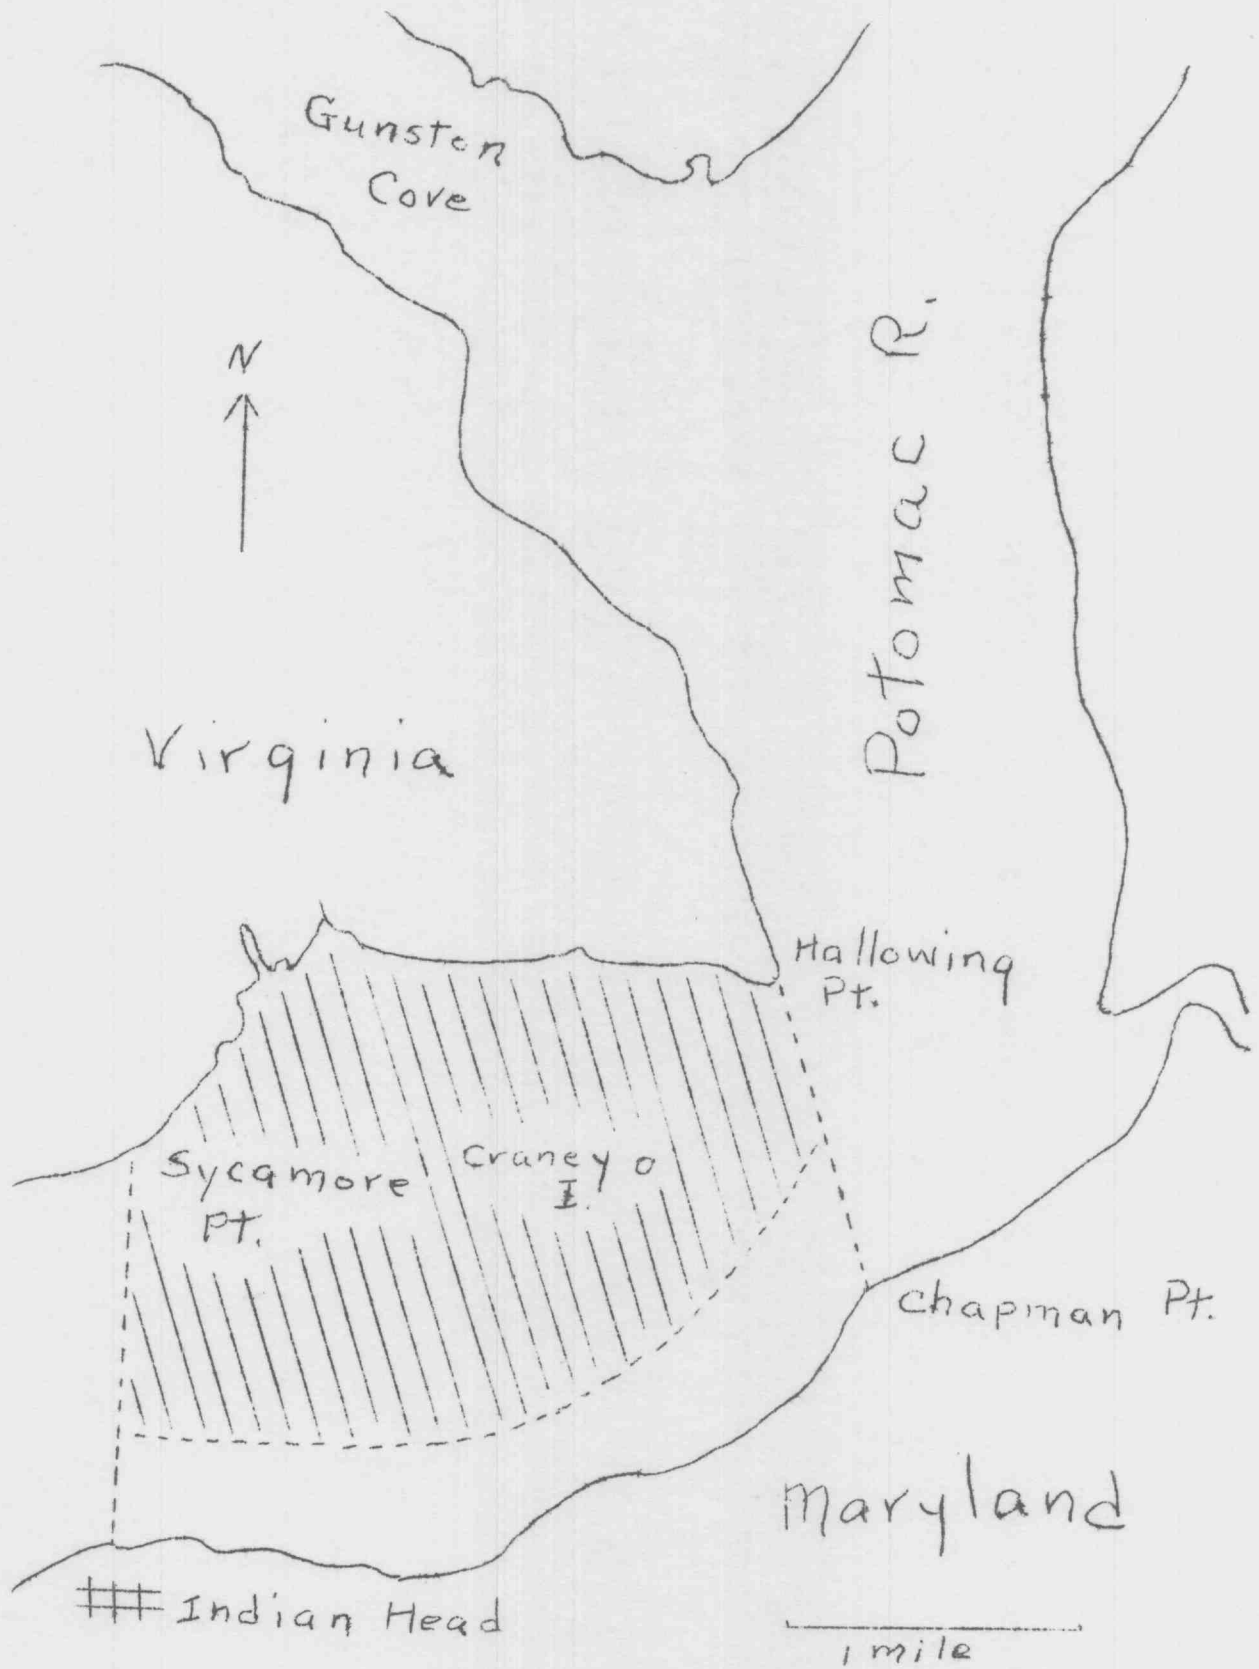 Gunston
Cove
N
Potomac R.
Virginia
Hallowing
Pt.
Sycamore
Pt.
Craney
I.
Chapman Pt.
Maryland
Indian Head
1 mile